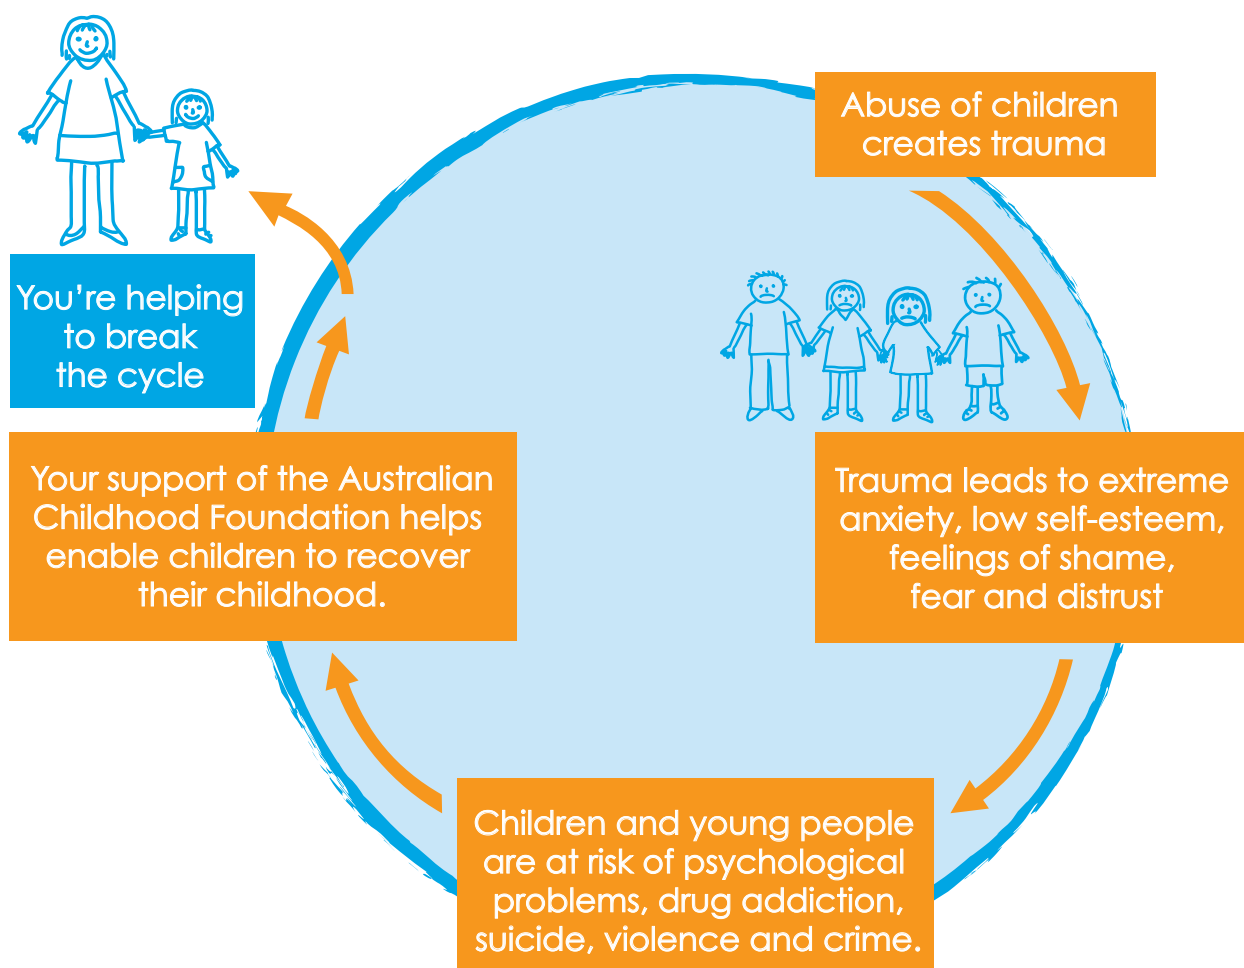 Abuse of children
creates trauma
Trauma leads to extreme
anxiety, low self-esteem,
feelings of shame,
fear and distrust
Children and young people
are at risk of psychological
problems, drug addiction,
suicide, violence and crime.
Your support of the Australian
Childhood Foundation helps
enable children to recover
their childhood.
You’re helping
to break
the cycle